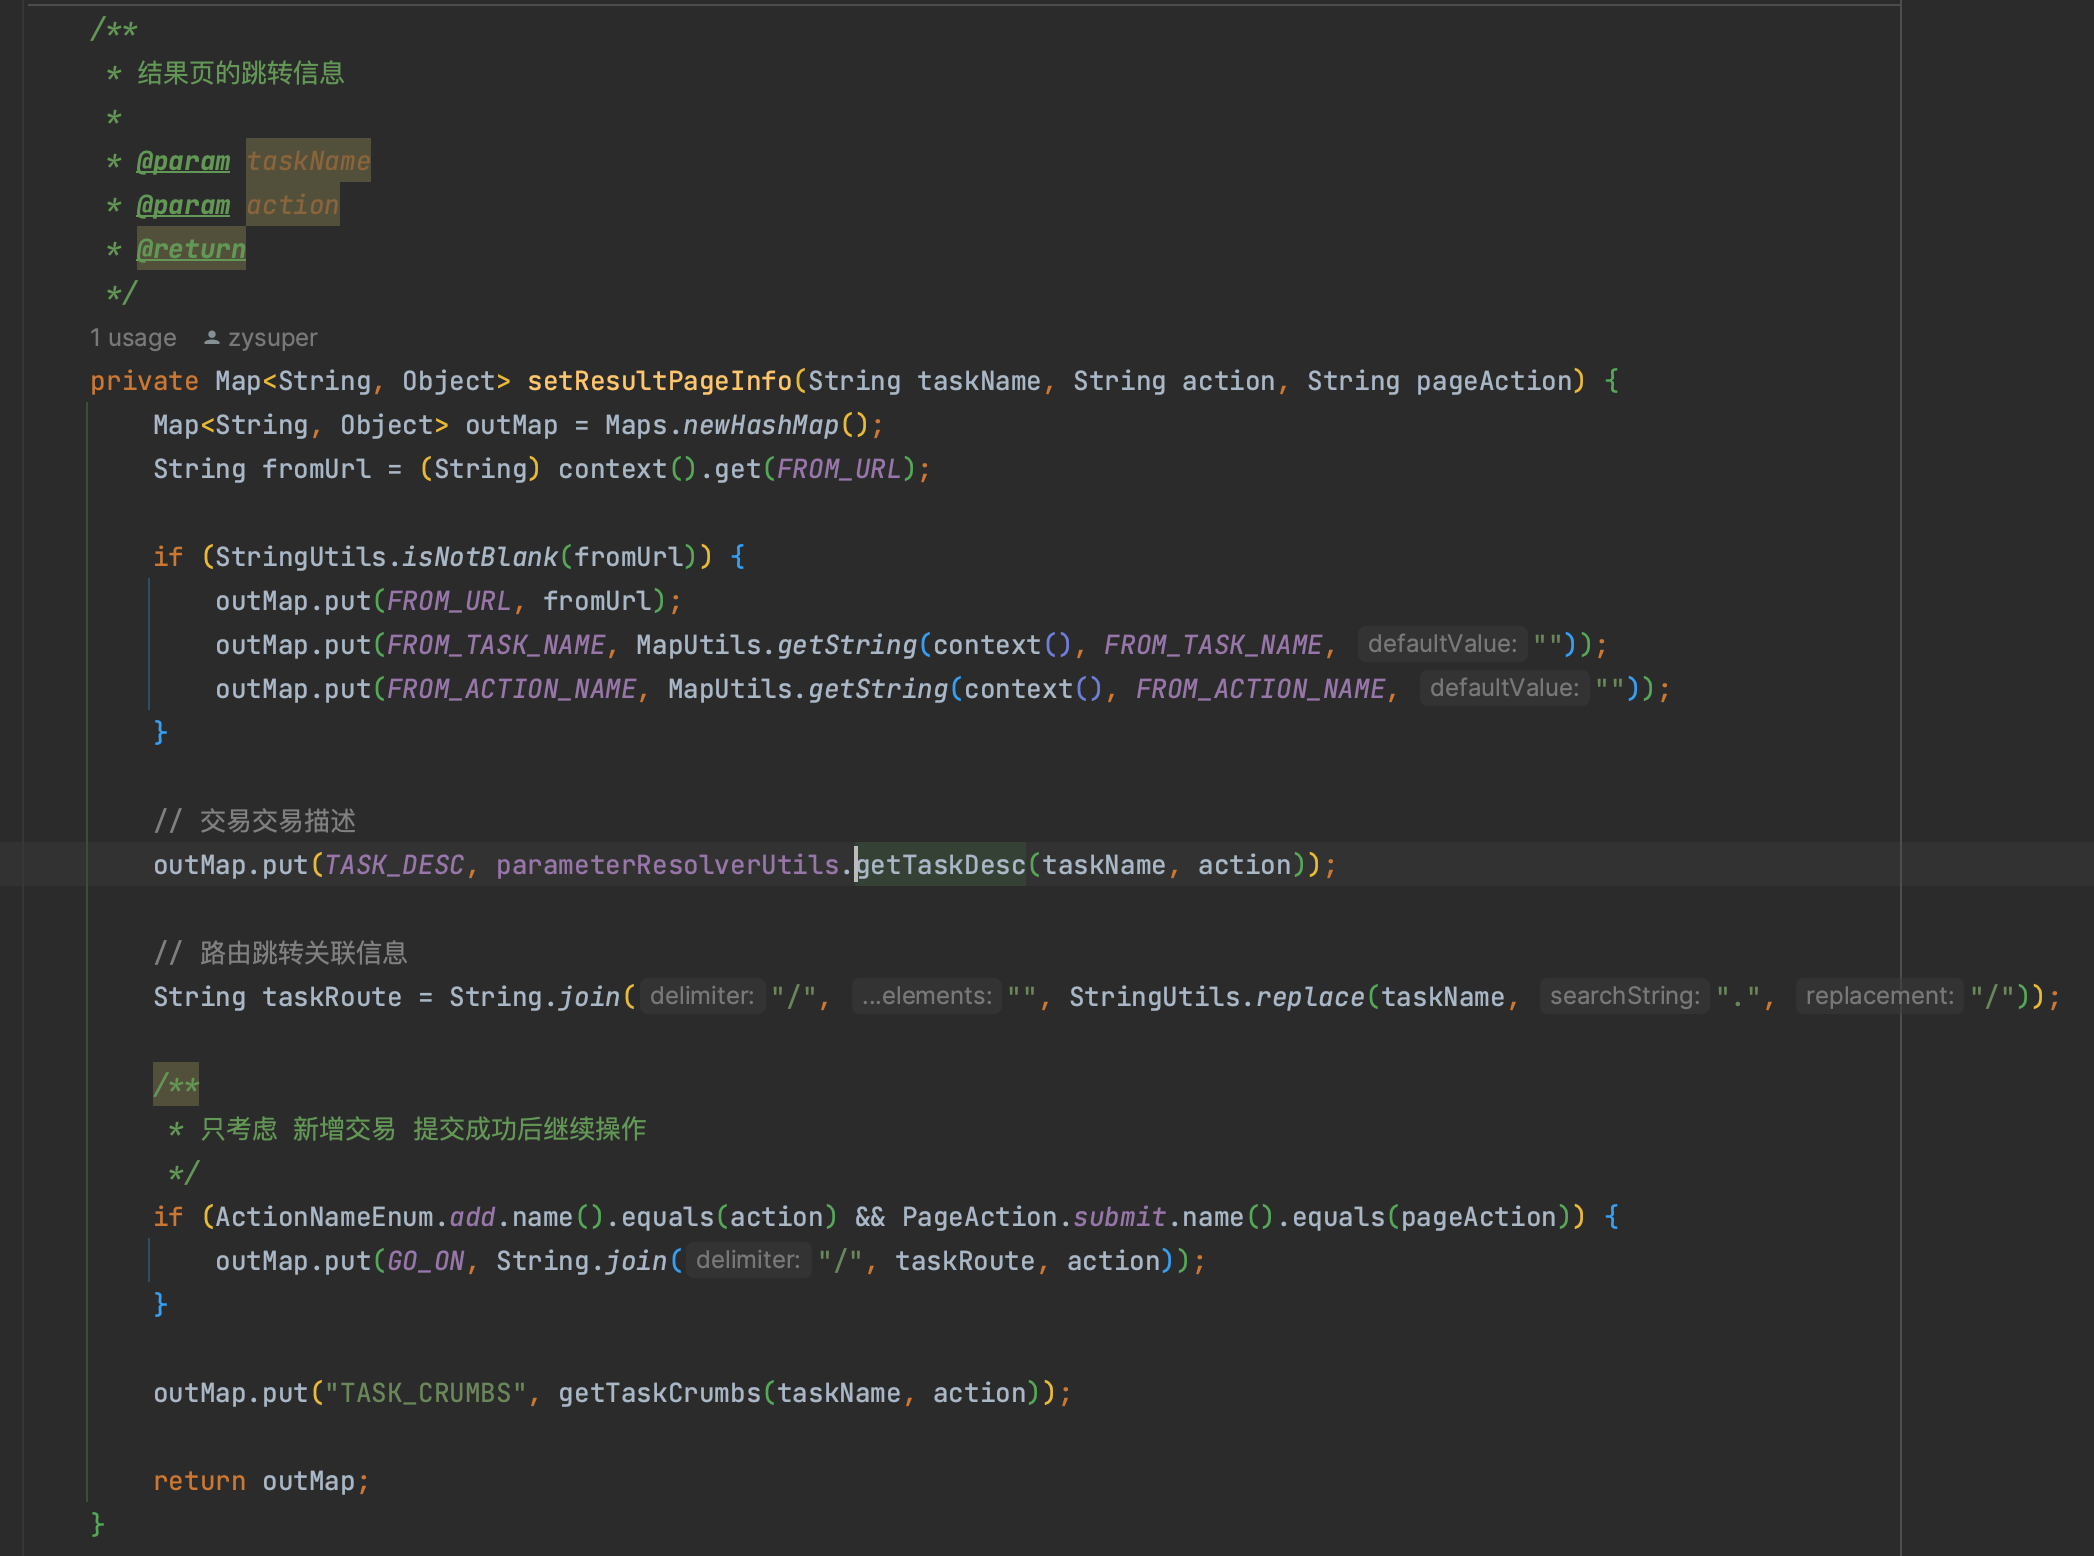 /**
 * 结果页的跳转信息
 *
 * @param taskName
 * @param action
 * @return
 */
1 usage zysuper
private Map<String, Object> setResultPageInfo(String taskName, String action, String pageAction) {
Map<String, Object> outMap = Maps.newHashMap();
String fromUrl = (String) context().get(FROM_URL);
if (StringUtils.isNotBlank(fromUrl)) {
outMap.put(FROM_URL, fromUrl);
outMap.put(FROM_TASK_NAME, MapUtils.getString(context(), FROM_TASK_NAME, defaultValue: ""));
outMap.put(FROM_ACTION_NAME, MapUtils.getString(context(), FROM_ACTION_NAME, defaultValue: ""));
}
// 交易交易描述
outMap.put(TASK_DESC, parameterResolverUtils.getTaskDesc(taskName, action));
// 路由跳转关联信息
String taskRoute = String.join( delimiter: "/", ...elements: "", StringUtils.replace(taskName, searchString: ".", replacement: "/"));
/**
 * 只考虑 新增交易 提交成功后继续操作
 */
if (ActionNameEnum.add.name().equals(action) && PageAction.submit.name().equals(pageAction)) {
outMap.put(GO_ON, String.join( delimiter: "/", taskRoute, action));
}
outMap.put("TASK_CRUMBS", getTaskCrumbs(taskName, action));
return outMap;
}